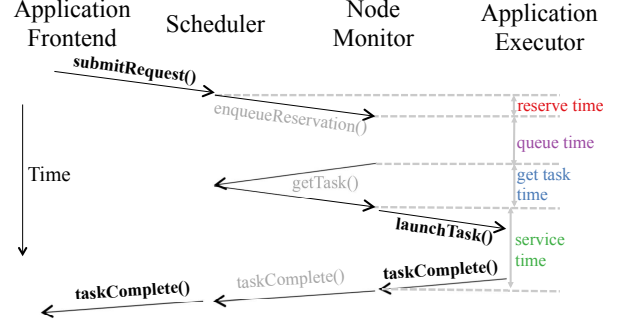 Application
Frontend
Scheduler
Node
Monitor
Application
Executor
submitRequest()
enqueueReservation()
reserve time
queue time
Time
getTask()
get task
time
launchTask()
service
time
taskComplete()
taskComplete()
taskComplete()